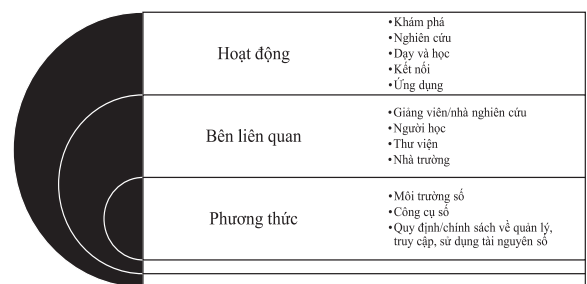 Hoạt động
•Khám phá
•Nghiên cứu
•Dạy và học
•Kết nối
•Ứng dụng
Bên liên quan
•Giảng viên/nhà nghiên cứu
•Người học
•Thư viện
•Nhà trường
Phương thức
•Môi trường số
•Công cụ số
•Quy định/chính sách về quản lý,
truy cập, sử dụng tài nguyên số